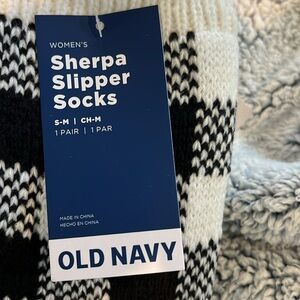 WOMEN'S
Sherpa
Slipper
Socks
S-M | CH-M
1 PAIR | 1 PAR
MADE IN CHINA
HECHO EN CHINA
OLD NAVY